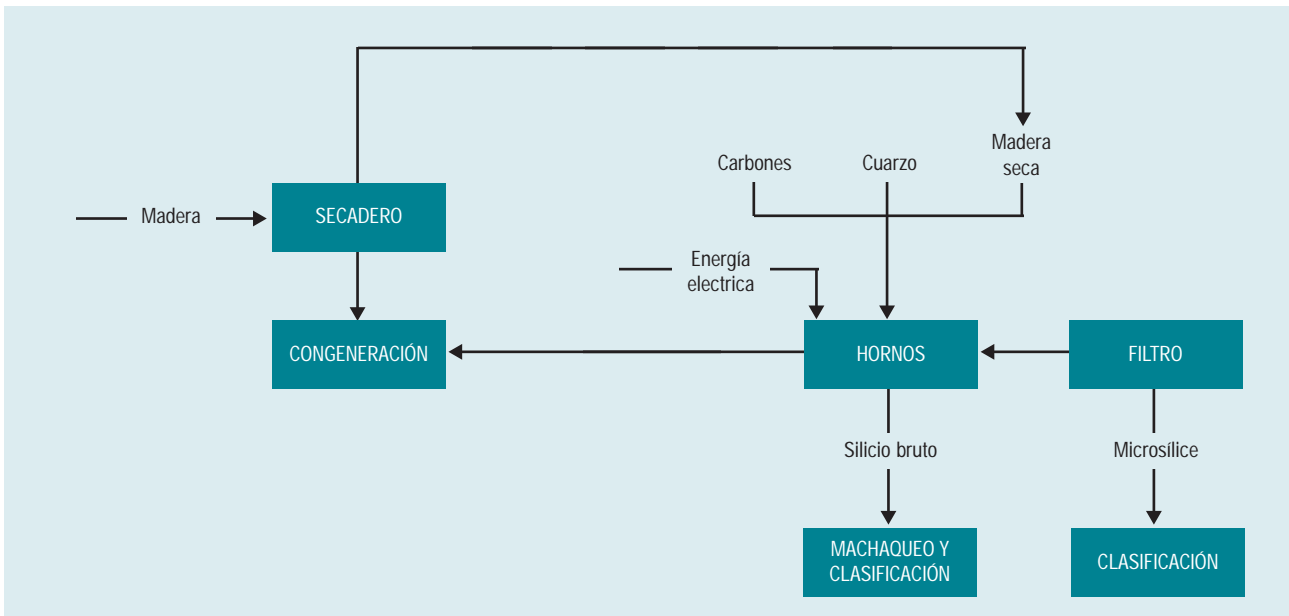 Madera
seca
Carbones
Cuarzo
Madera
SECADERO
Energía
electrica
CONGENERACIÓN
HORNOS
FILTRO
Silicio bruto
Microsílice
MACHAQUEO Y
CLASIFICACIÓN
CLASIFICACIÓN